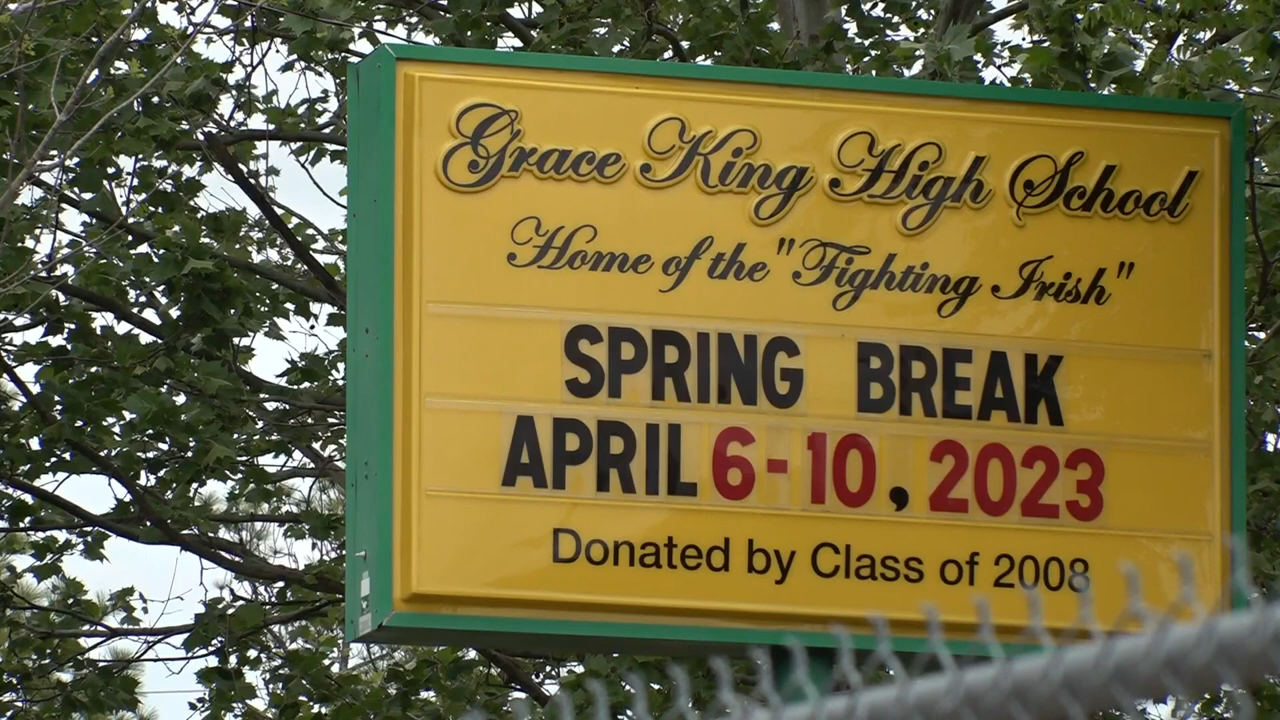 Grace King High School
Home of the "Fighting Irish"
SPRING BREAK
APRIL 6-10, 2023
Donated by Class of 2008